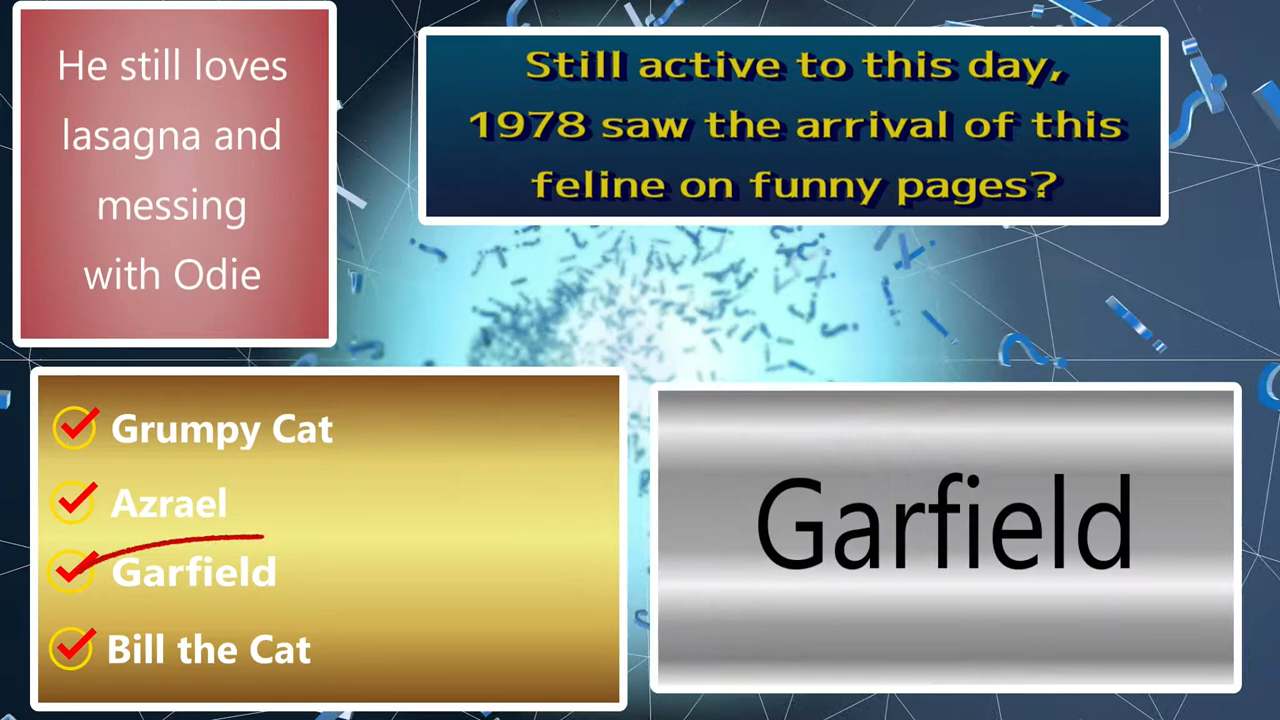 He still loves
lasagna and
messing
with Odie
Still active to this day,
1978 saw the arrival of this
feline on funny pages?
Grumpy Cat
Azrael
Garfield
Bill the Cat
Garfield